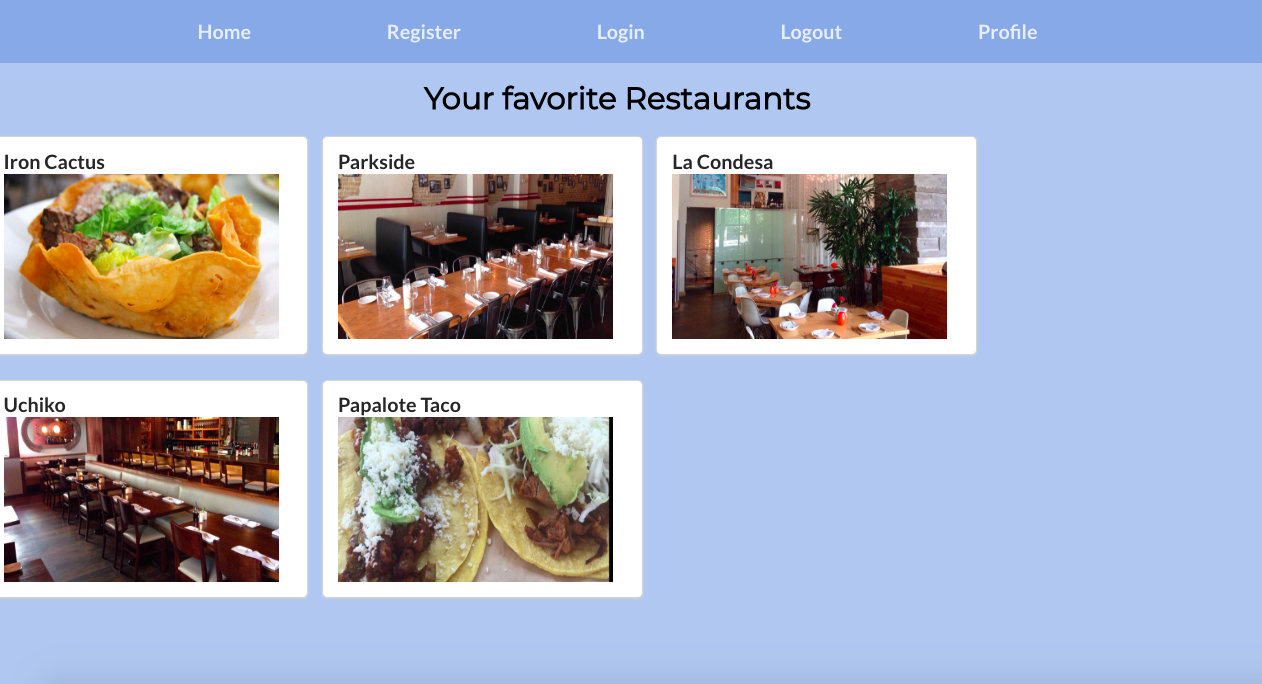 Home Register Login Logout Profile
Your favorite Restaurants
Iron Cactus
Parkside
La Condesa
Uchiko
Papalote Taco